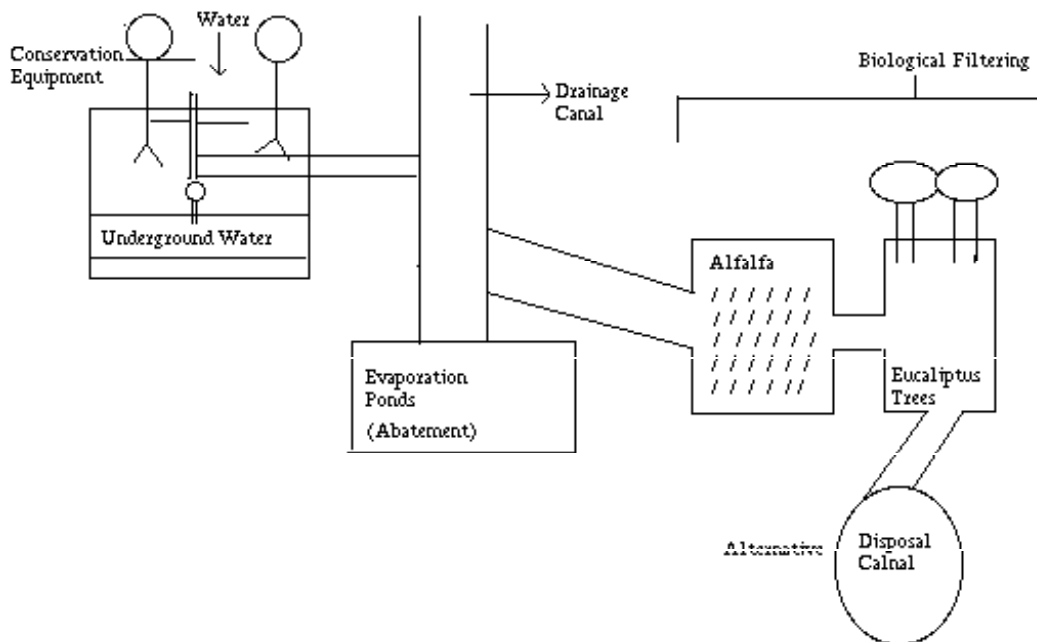 Water
Conservation
Equipment
Underground Water
Drainage
Canal
Biological Filtering
Evaporation
Ponds
(Abatement)
Alfalfa
Eucaliptus
Trees
Alternative
Disposal
Calnal